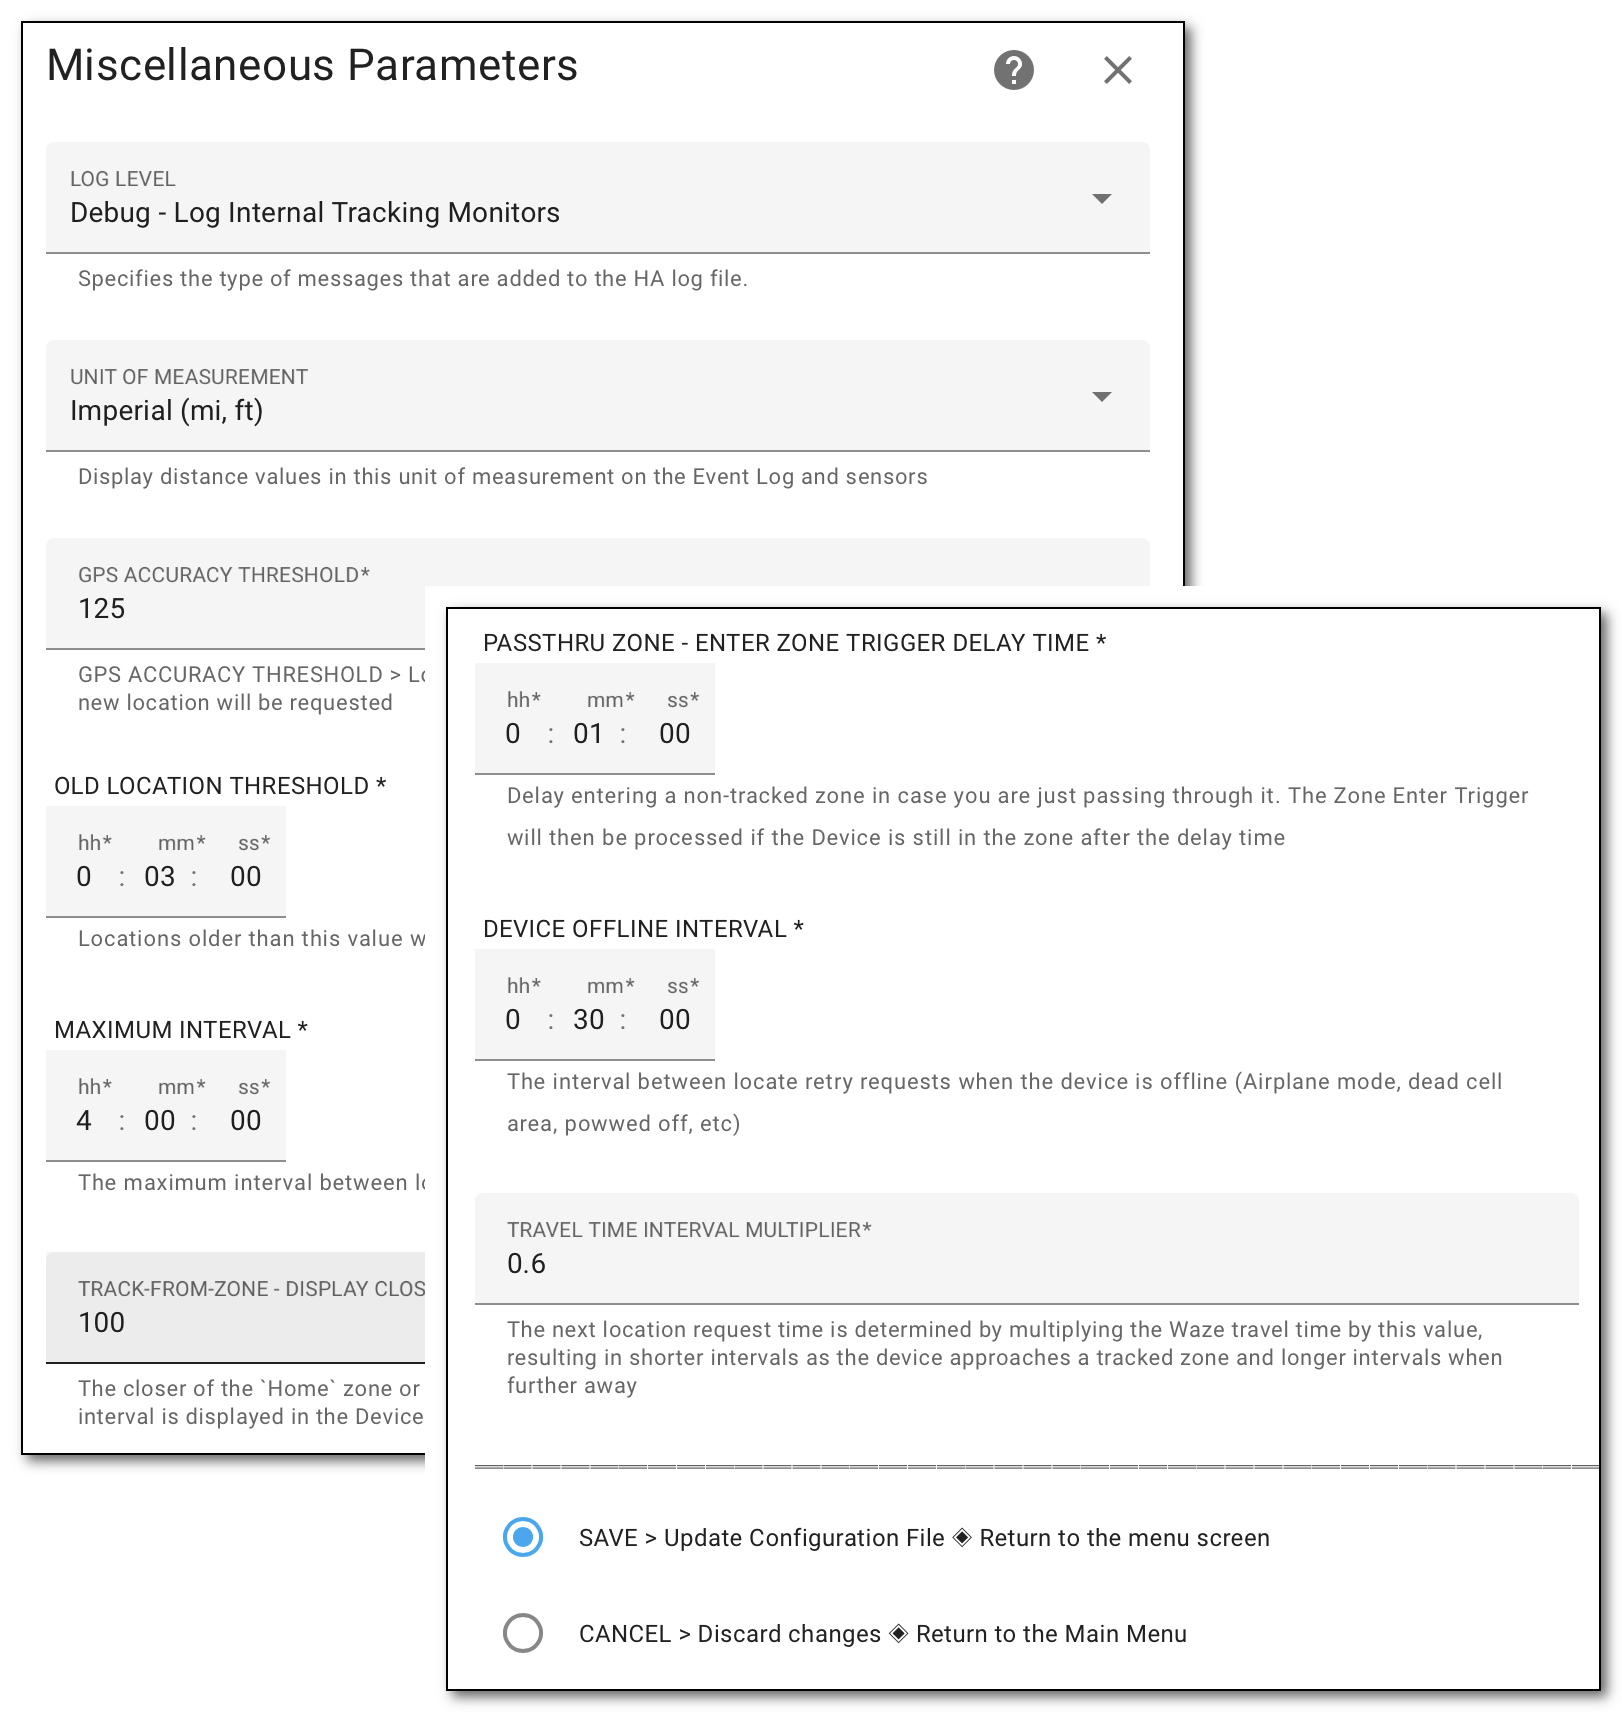 Miscellaneous Parameters
LOG LEVEL
Debug - Log Internal Tracking Monitors
Specifies the type of messages that are added to the HA log file.
UNIT OF MEASUREMENT
Imperial (mi, ft)
Display distance values in this unit of measurement on the Event Log and sensors
GPS ACCURACY THRESHOLD*
125
GPS ACCURACY THRESHOLD >
new location will be requested
OLD LOCATION THRESHOLD *
hh* mm* ss*
0 : 03 : 00
Locations older than this value
MAXIMUM INTERVAL *
hh* mm* ss*
4 : 00 : 00
The maximum interval between
TRACK-FROM-ZONE - DISPLAY
100
The closer of the `Home` zone or
interval is displayed in the Device
PASSTHRU ZONE - ENTER ZONE TRIGGER DELAY TIME *
hh* mm* ss*
0 : 01 : 00
Delay entering a non-tracked zone in case you are just passing through it. The Zone Enter Trigger
will then be processed if the Device is still in the zone after the delay time
DEVICE OFFLINE INTERVAL *
hh* mm* ss*
0 : 30 : 00
The interval between locate retry requests when the device is offline (Airplane mode, dead cell
area, powwed off, etc)
TRAVEL TIME INTERVAL MULTIPLIER*
0.6
The next location request time is determined by multiplying the Waze travel time by this value,
resulting in shorter intervals as the device approaches a tracked zone and longer intervals when
further away
SAVE > Update Configuration File ◈ Return to the menu screen
CANCEL > Discard changes ◈ Return to the Main Menu